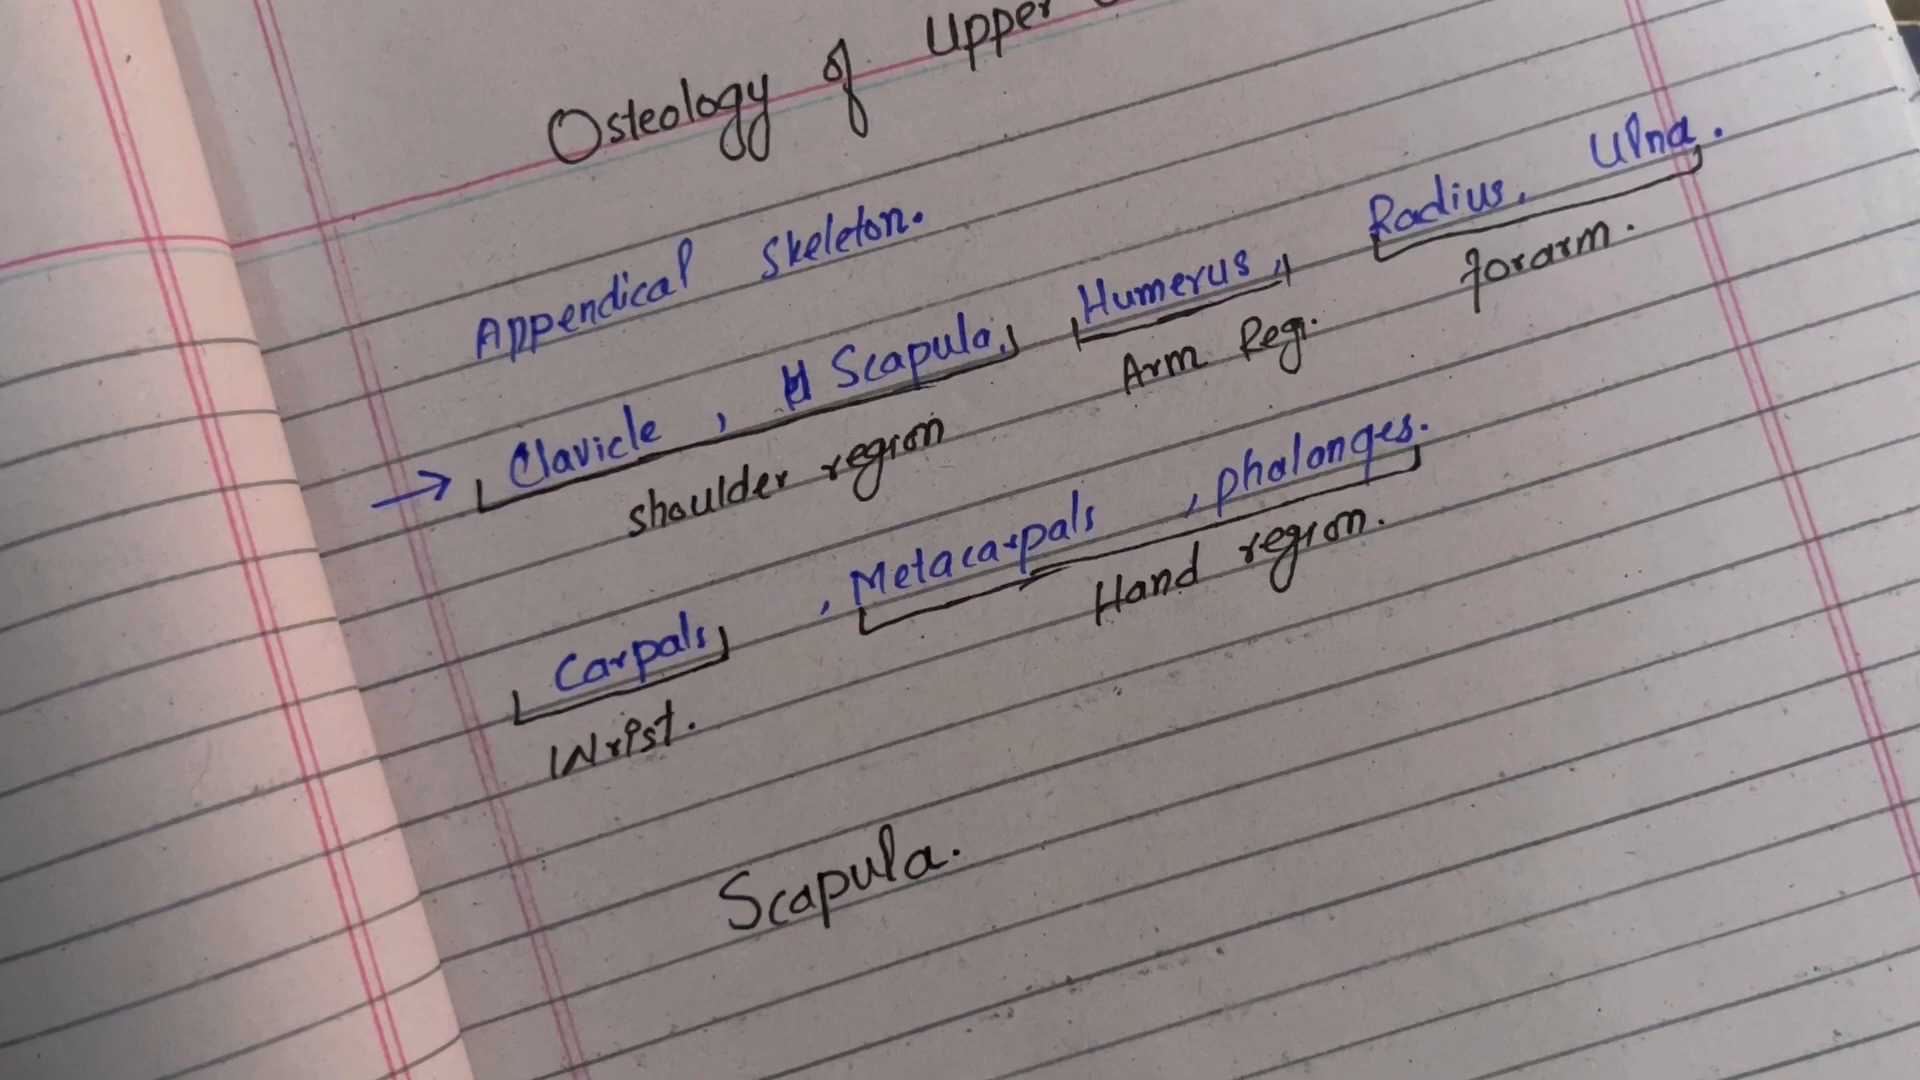 Osteology of Upper
Appendical Skeleton.
→ Clavicle, Scapula, Humerus, Radius, Ulna.
shoulder region Arm Reg. forarm.
Carpals, Metacarpals, phalanges.
Wrist. Hand region.
Scapula.